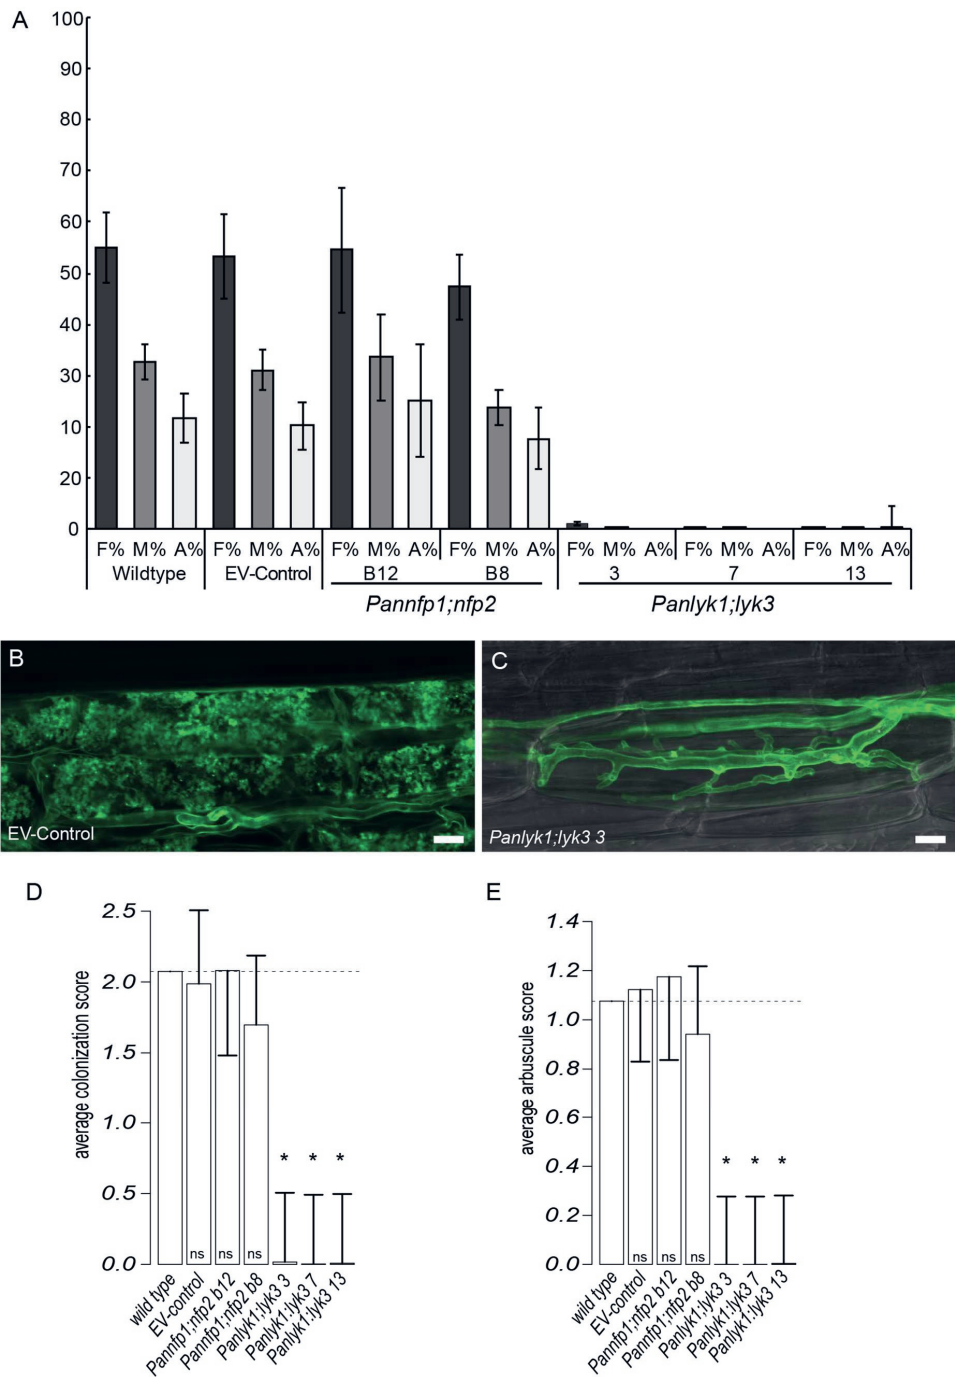 A
100
90
80
70
60
50
40
30
10
20
0
F% M% A% F% M% A% F% M% A% F% M% A% F% M% A% F% M% A% F% M% A%
Wildtype EV-Control B12 B8 3 7 13
Pannfp1;nfp2 Panlyk1;lyk3
B
EV-Control
C
Panlyk1;lyk3 3
D
average colonization score
2.5
2.0
1.5
1.0
0.5
0.0
* * *
ns ns ns
wild type
EV-control
Pannfp1;nfp2 b12
Pannfp1;nfp2 b8
Panlyk1;lyk3 3
Panlyk1:lyk3 7
Panlyk1:lyk3 13
E
average arbuscule score
1.4
1.2
1.0
0.8
0.6
0.4
0.2
0.0
* * *
ns ns ns
wild type
EV-control
Pannfp1;nfp2 b12
Pannfp1;nfp2 b8
Panlyk1;lyk3 3
Panlyk1:lyk3 7
Panlyk1:lyk3 13